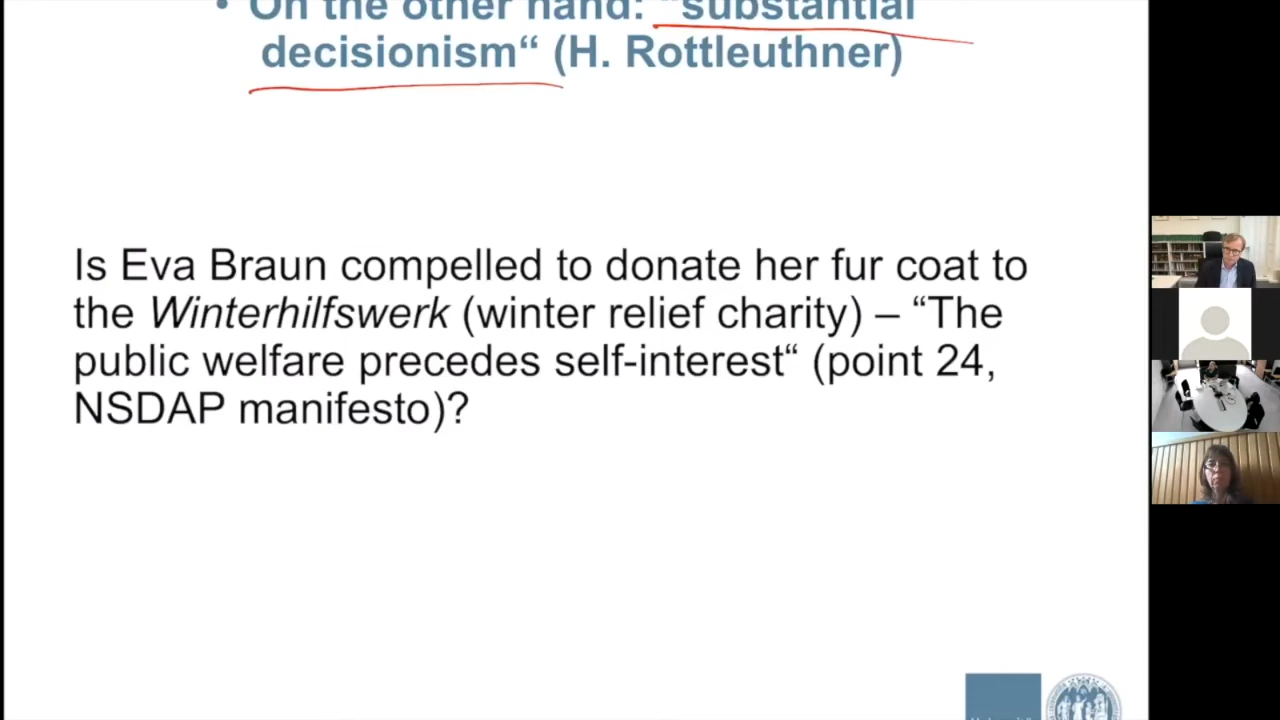 • On the other hand: "substantial
decisionism“ (H. Rottleuthner)
Is Eva Braun compelled to donate her fur coat to
the Winterhilfswerk (winter relief charity) – “The
public welfare precedes self-interest“ (point 24,
NSDAP manifesto)?